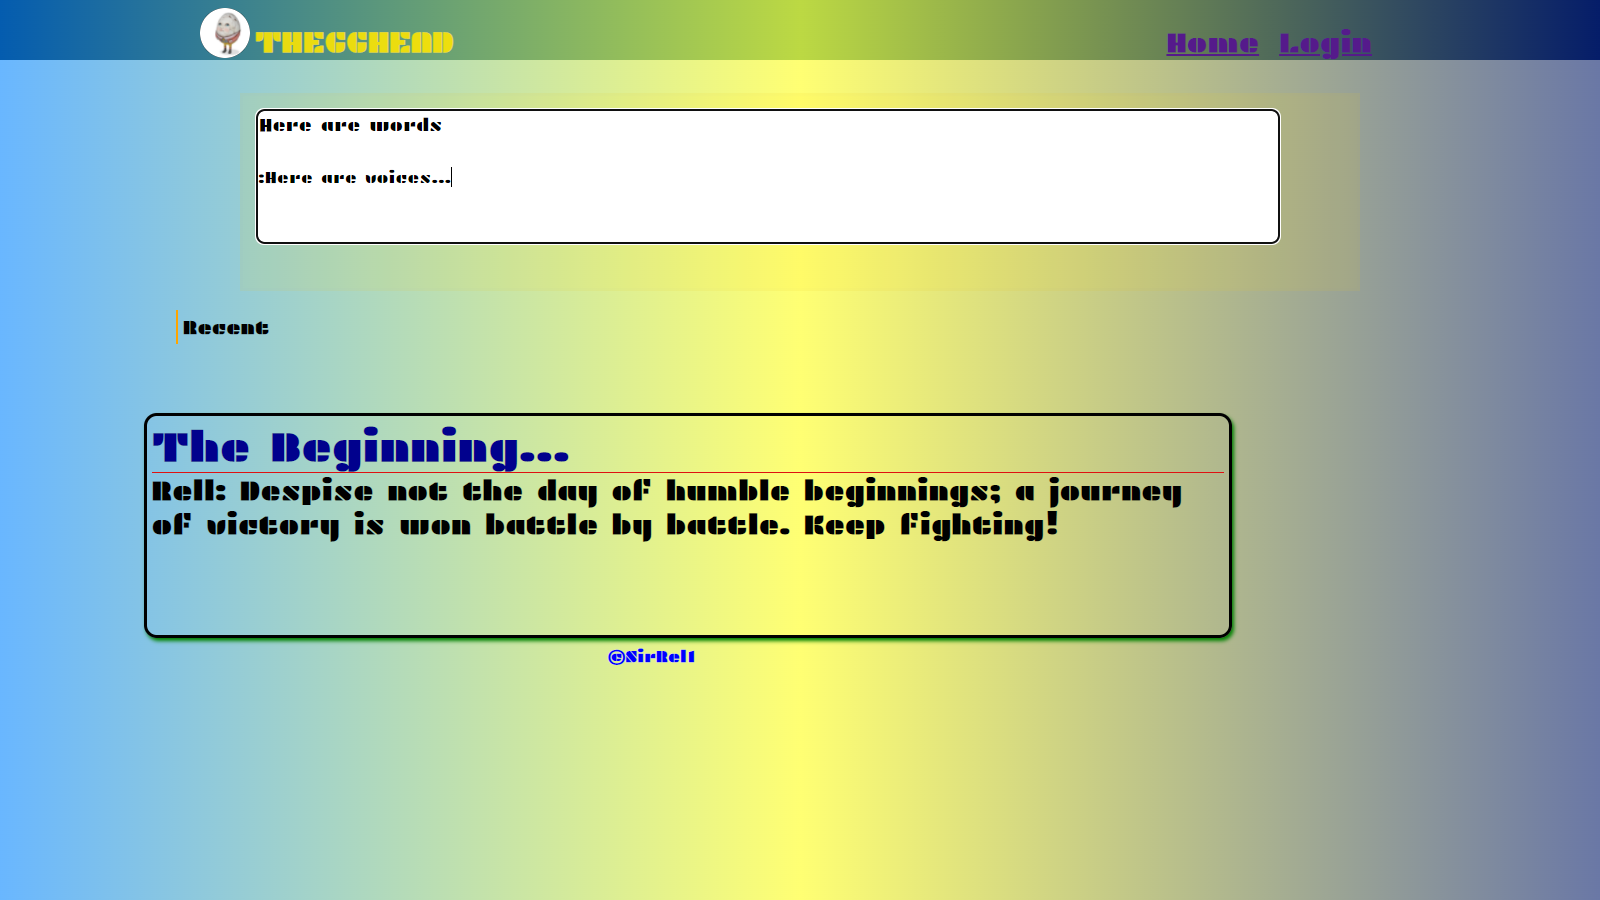 THEGGHEAD
Home Login
Here are words
:Here are voices...
Recent
The Beginning...
Rell: Despise not the day of humble beginnings; a journey
of victory is won battle by battle. Keep Fighting!
@SirRel1